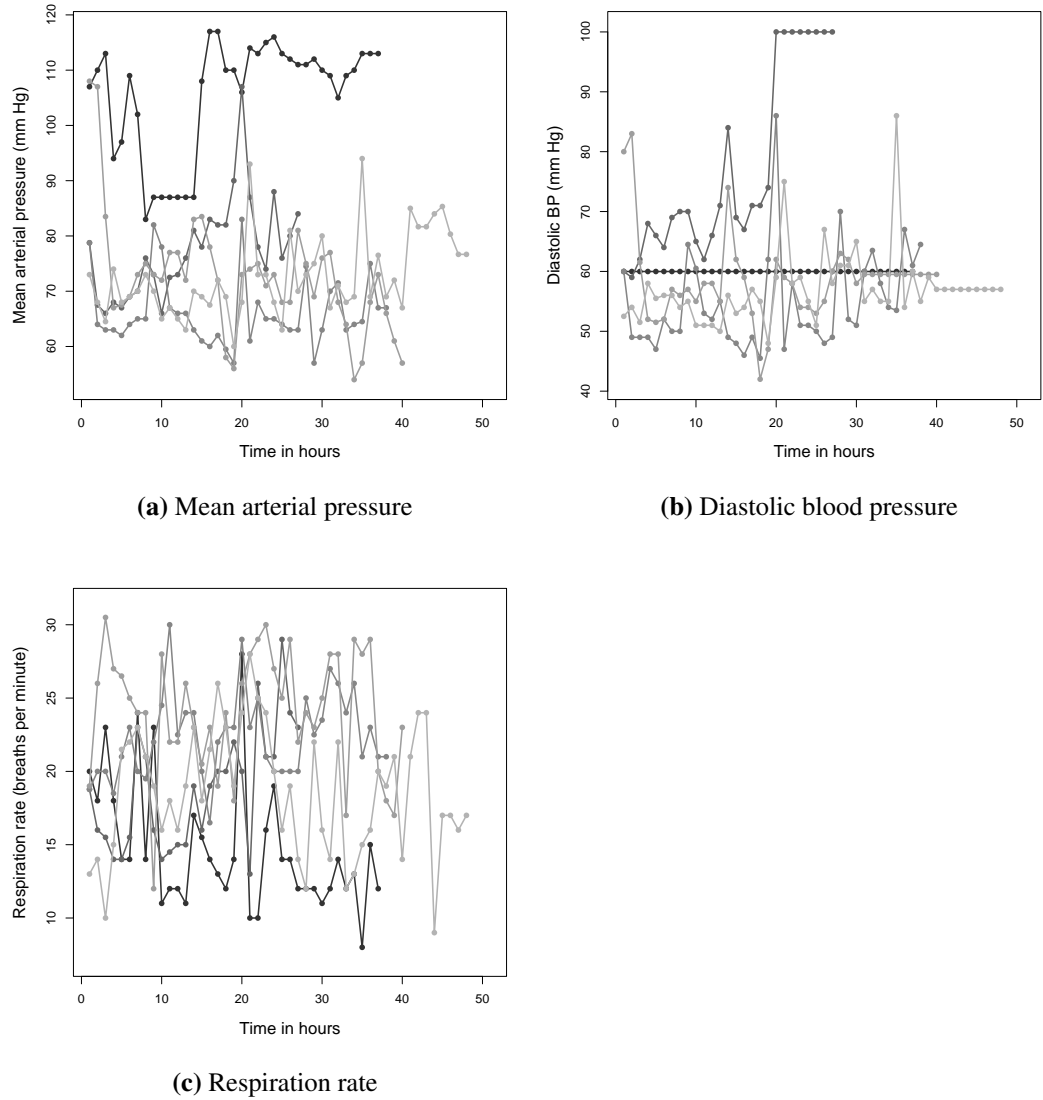 Mean arterial pressure (mm Hg)
120
110
100
90
80
70
60
0 10 20 30 40 50
Time in hours
(a) Mean arterial pressure
Diastolic BP (mm Hg)
100
90
80
70
60
50
40
0 10 20 30 40 50
Time in hours
(b) Diastolic blood pressure
Respiration rate (breaths per minute)
30
25
20
15
10
0 10 20 30 40 50
Time in hours
(c) Respiration rate